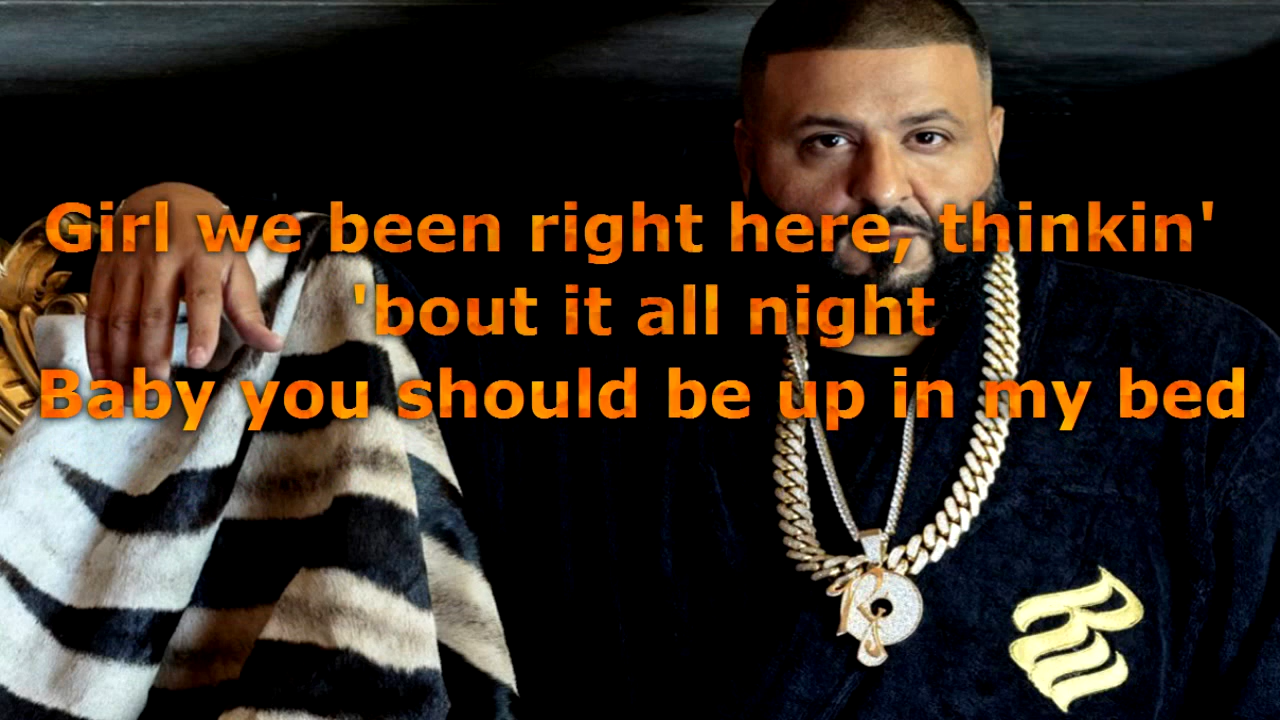 Girl we been right here, thinkin'
'bout it all night
Baby you should be up in my bed